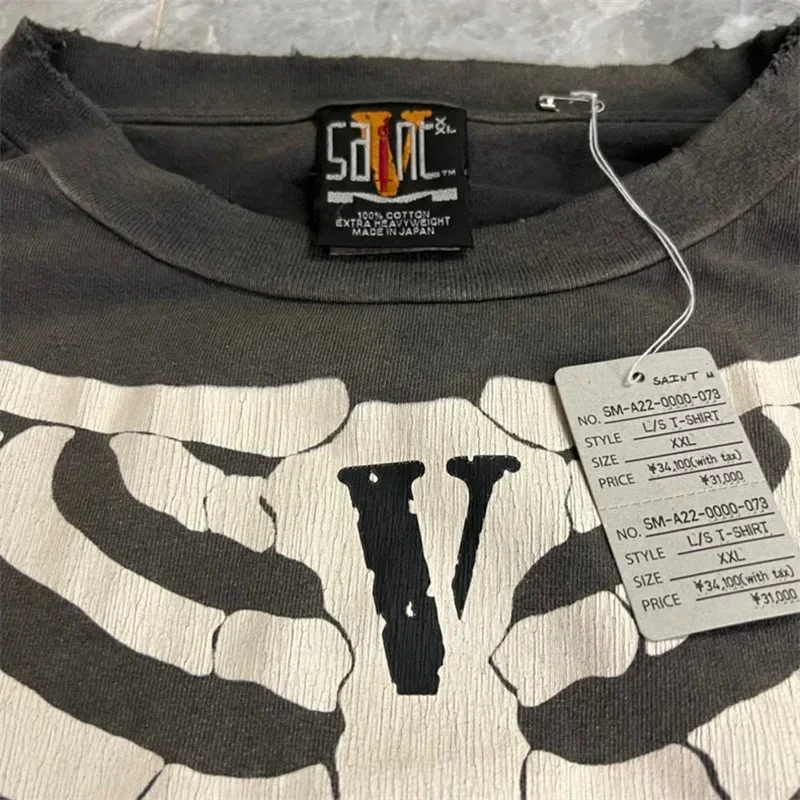 Saint
XXL
TM
100% COTTON
EXTRA HEAVYWEIGHT
MADE IN JAPAN
V
SAINT M
NO. SM-A22-0000-073
STYLE L/S T-SHIRT
SIZE XXL
PRICE ¥34,100(with tax)
¥31,000
NO. SM-A22-0000-073
STYLE L/S T-SHIRT
SIZE XXL
PRICE ¥34,100(with tax)
¥31,000